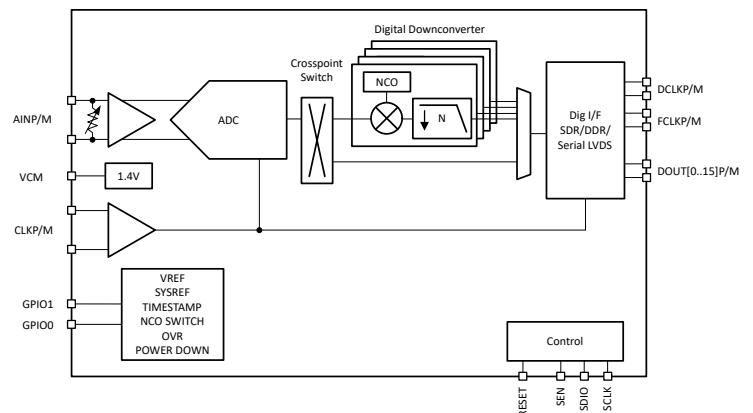 Digital Downconverter
Crosspoint
Switch
NCO
N
AINP/M
ADC
VCM
1.4V
CLKP/M
Dig I/F
SDR/DDR/
Serial LVDS
DCLKP/M
FCLKP/M
DOUT[0..15]P/M
GPIO1
GPIO0
VREF
SYSREF
TIMESTAMP
NCO SWITCH
OVR
POWER DOWN
Control
RESET
SEN
SDIO
SCLK